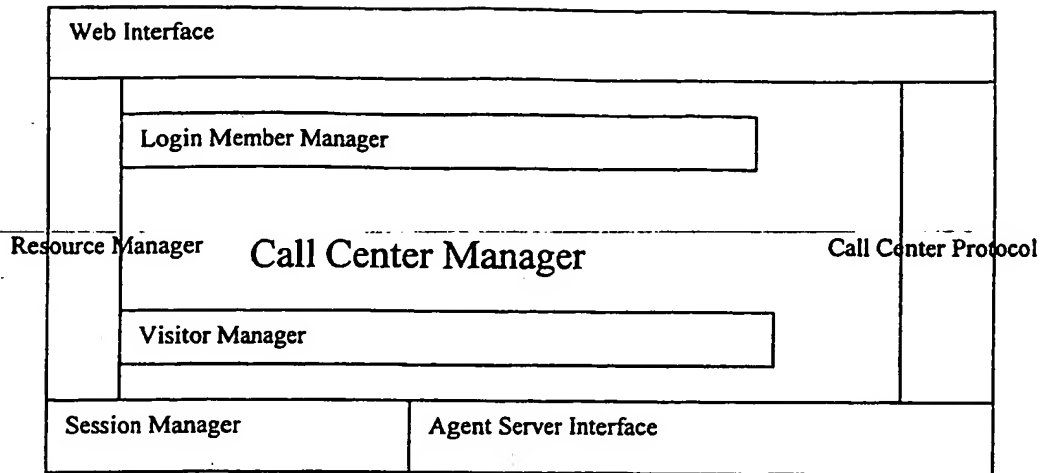 Web Interface
Login Member Manager
Resource Manager
Call Center Manager
Call Center Protocol
Visitor Manager
Session Manager
Agent Server Interface